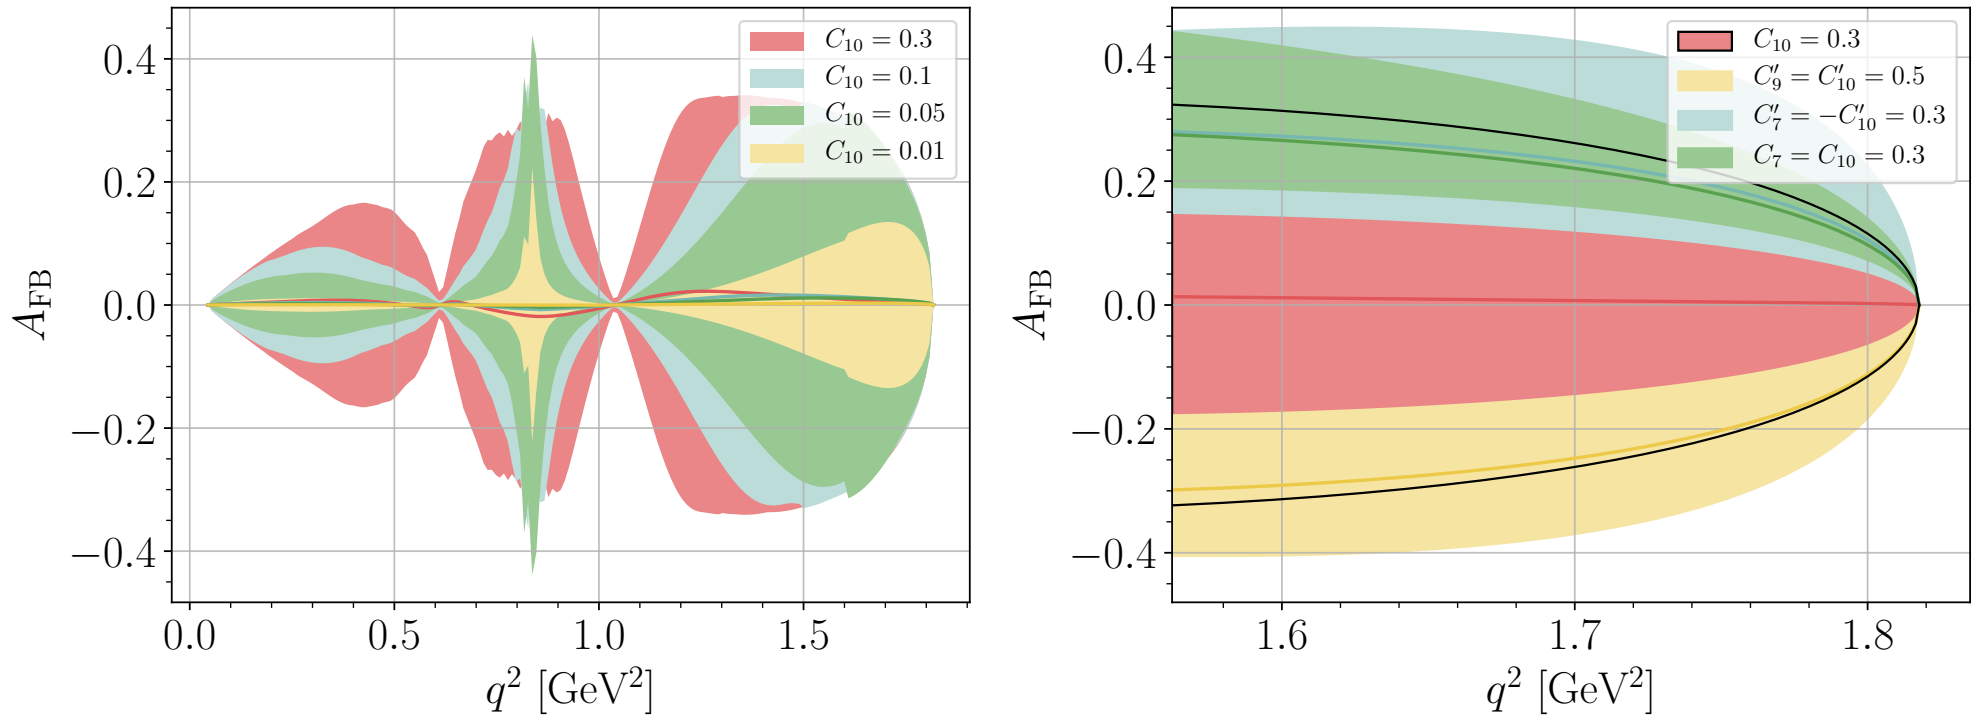 0.4
0.2
0.0
−0.2
−0.4
A_FB
0.0 0.5 1.0 1.5
q² [GeV²]
C₁₀ = 0.3
C₁₀ = 0.1
C₁₀ = 0.05
C₁₀ = 0.01
0.4
0.2
0.0
−0.2
−0.4
A_FB
1.6 1.7 1.8
q² [GeV²]
C₁₀ = 0.3
C′₉ = C′₁₀ = 0.5
C′₇ = −C′₁₀ = 0.3
C₇ = C₁₀ = 0.3